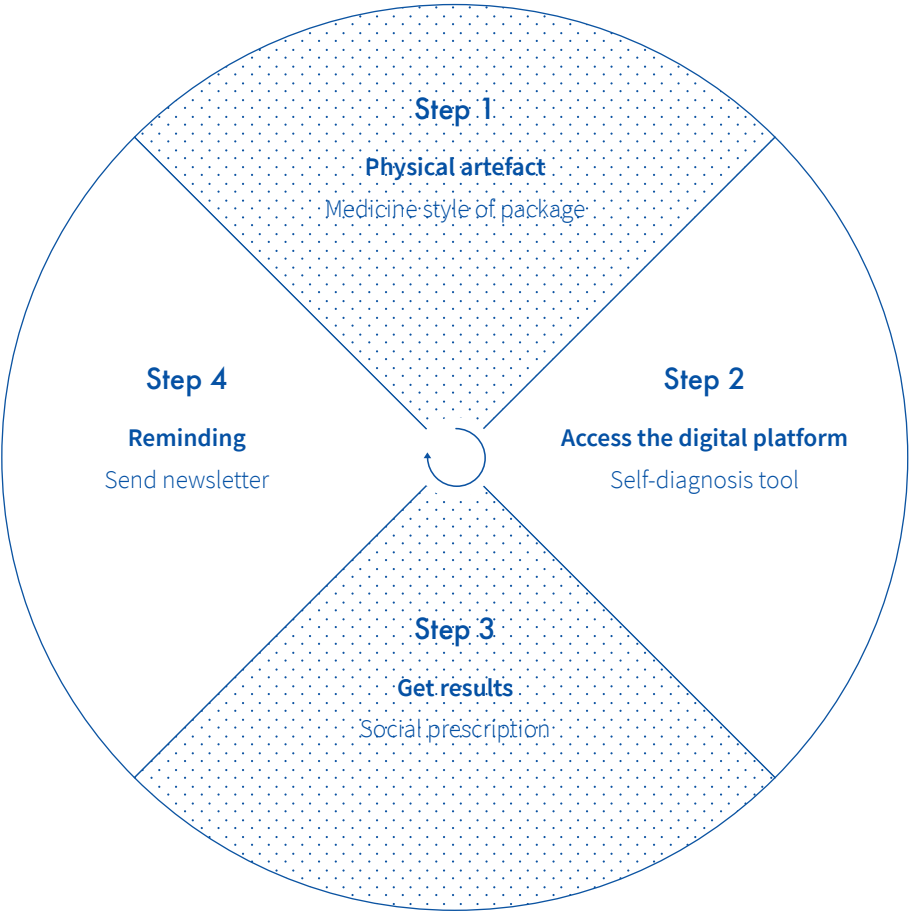 Step 1
Physical artefact
Medicine style of package
Step 2
Access the digital platform
Self-diagnosis tool
Step 3
Get results
Social prescription
Step 4
Reminding
Send newsletter